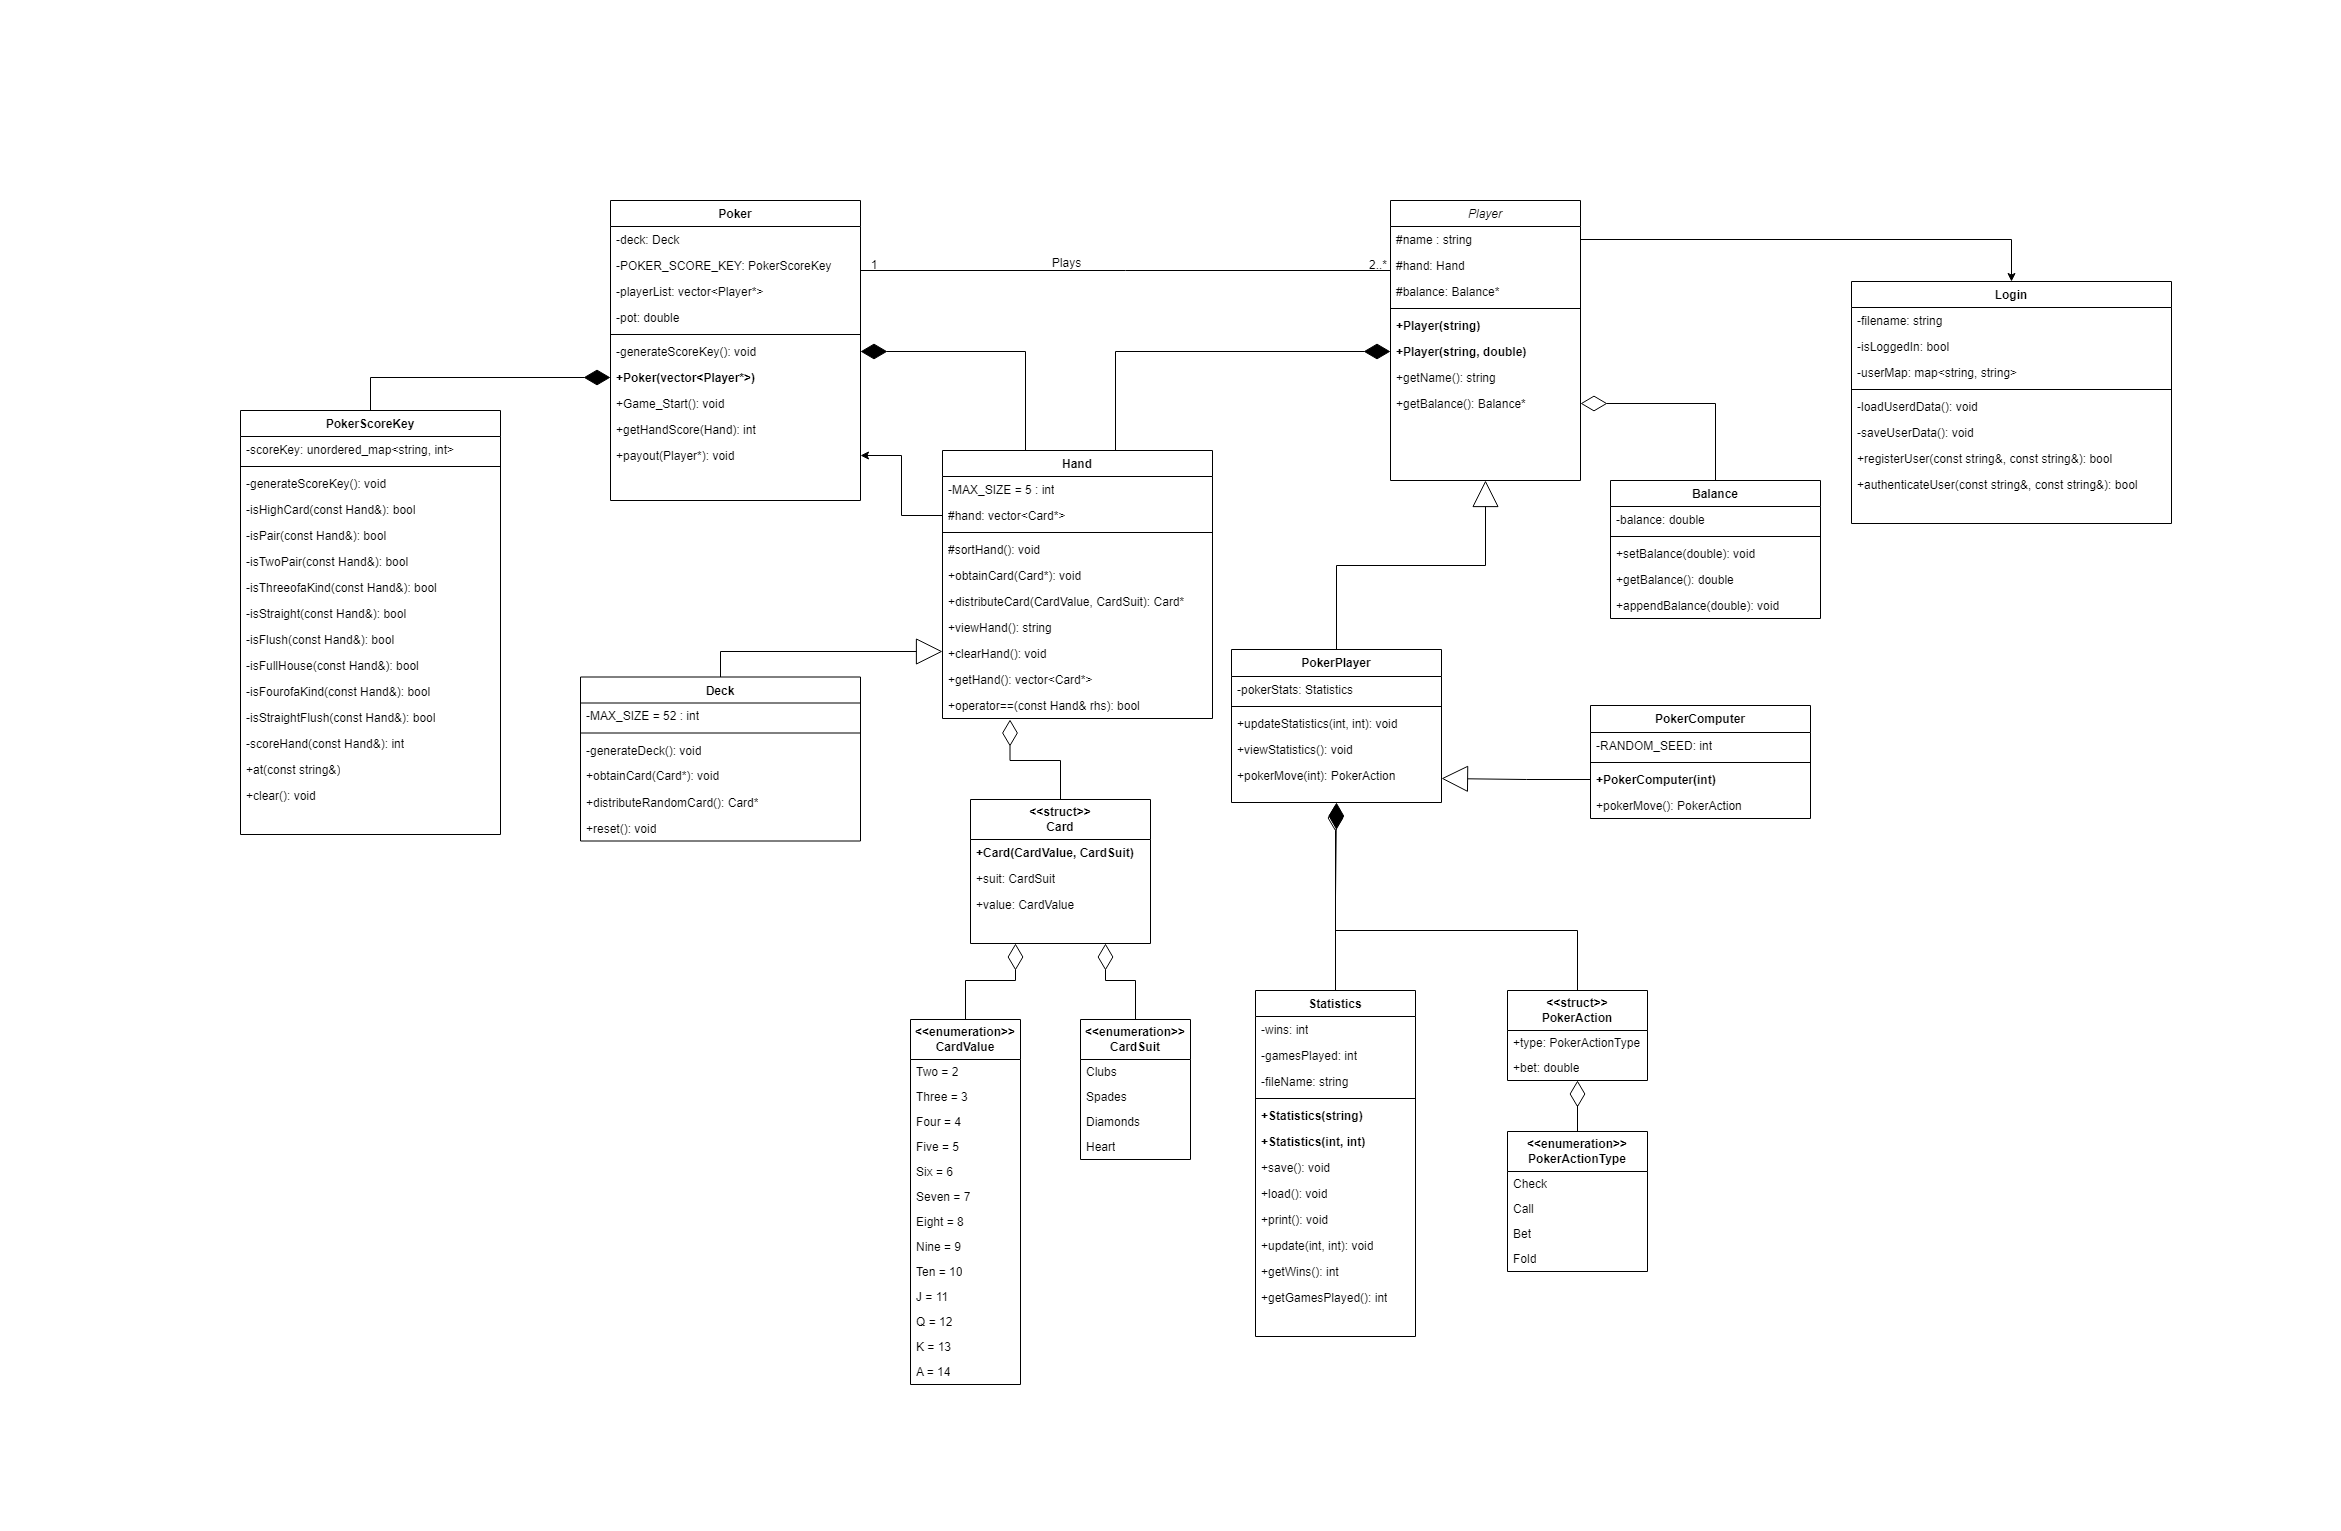 Poker
-deck: Deck
-POKER_SCORE_KEY: PokerScoreKey
-playerList: vector<Player*>
-pot: double
-generateScoreKey(): void
+Poker(vector<Player*>)
+Game_Start(): void
+getHandScore(Hand): int
+payout(Player*): void
1
Plays
2..*
Player
#name : string
#hand: Hand
#balance: Balance*
+Player(string)
+Player(string, double)
+getName(): string
+getBalance(): Balance*
Login
-filename: string
-isLoggedIn: bool
-userMap: map<string, string>
-loadUserdData(): void
-saveUserData(): void
+registerUser(const string&, const string&): bool
+authenticateUser(const string&, const string&): bool
PokerScoreKey
-scoreKey: unordered_map<string, int>
-generateScoreKey(): void
-isHighCard(const Hand&): bool
-isPair(const Hand&): bool
-isTwoPair(const Hand&): bool
-isThreeofaKind(const Hand&): bool
-isStraight(const Hand&): bool
-isFlush(const Hand&): bool
-isFullHouse(const Hand&): bool
-isFourofaKind(const Hand&): bool
-isStraightFlush(const Hand&): bool
-scoreHand(const Hand&): int
+at(const string&)
+clear(): void
Hand
-MAX_SIZE = 5 : int
#hand: vector<Card*>
#sortHand(): void
+obtainCard(Card*): void
+distributeCard(CardValue, CardSuit): Card*
+viewHand(): string
+clearHand(): void
+getHand(): vector<Card*>
+operator==(const Hand& rhs): bool
Balance
-balance: double
+setBalance(double): void
+getBalance(): double
+appendBalance(double): void
Deck
-MAX_SIZE = 52 : int
-generateDeck(): void
+obtainCard(Card*): void
+distributeRandomCard(): Card*
+reset(): void
PokerPlayer
-pokerStats: Statistics
+updateStatistics(int, int): void
+viewStatistics(): void
+pokerMove(int): PokerAction
PokerComputer
-RANDOM_SEED: int
+PokerComputer(int)
+pokerMove(): PokerAction
<<struct>>
Card
+Card(CardValue, CardSuit)
+suit: CardSuit
+value: CardValue
<<enumeration>>
CardValue
Two = 2
Three = 3
Four = 4
Five = 5
Six = 6
Seven = 7
Eight = 8
Nine = 9
Ten = 10
J = 11
Q = 12
K = 13
A = 14
<<enumeration>>
CardSuit
Clubs
Spades
Diamonds
Heart
Statistics
-wins: int
-gamesPlayed: int
-fileName: string
+Statistics(string)
+Statistics(int, int)
+save(): void
+load(): void
+print(): void
+update(int, int): void
+getWins(): int
+getGamesPlayed(): int
<<struct>>
PokerAction
+type: PokerActionType
+bet: double
<<enumeration>>
PokerActionType
Check
Call
Bet
Fold